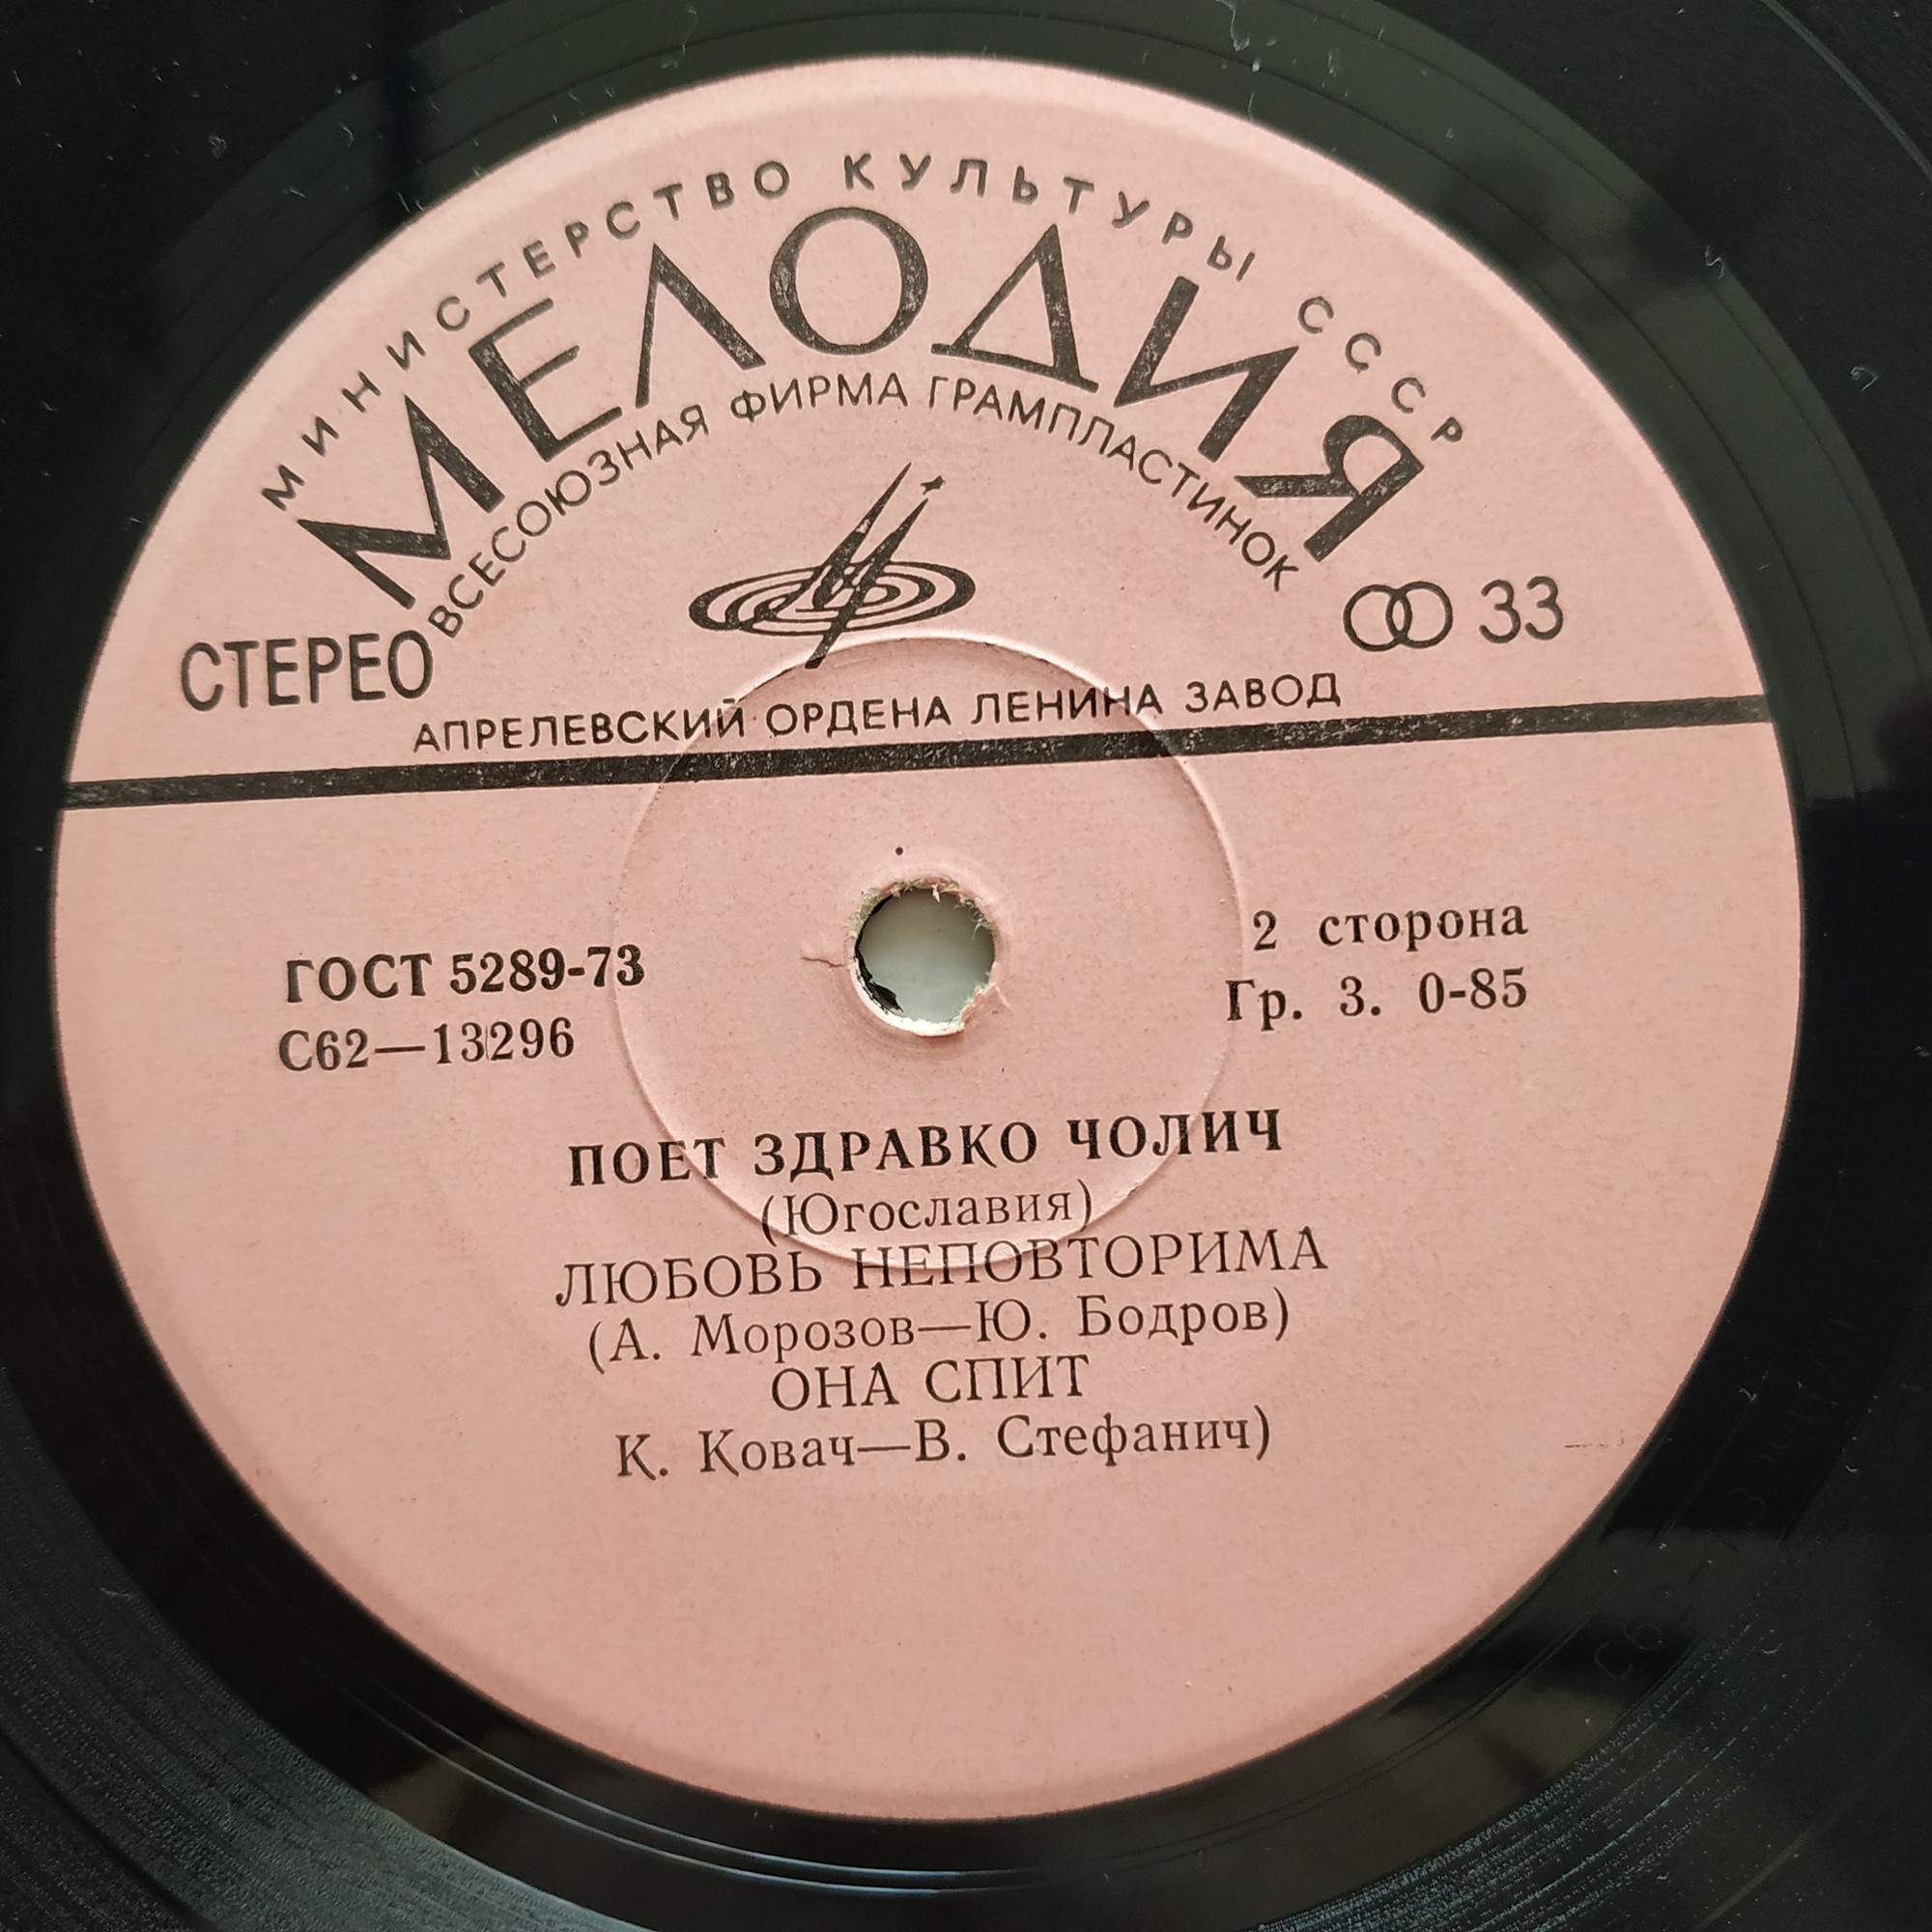 МИНИСТЕРСТВО КУЛЬТУРЫ СССР
МЕЛОДИЯ
ВСЕСОЮЗНАЯ ФИРМА ГРАМПЛАСТИНОК
СТЕРЕО
33
АПРЕЛЕВСКИЙ ОРДЕНА ЛЕНИНА ЗАВОД
ГОСТ 5289-73
С62—13296
2 сторона
Гр. 3. 0-85
ПОЕТ ЗДРАВКО ЧОЛИЧ
(Югославия)
ЛЮБОВЬ НЕПОВТОРИМА
(А. Морозов—Ю. Бодров)
ОНА СПИТ
К. Ковач—В. Стефанич)